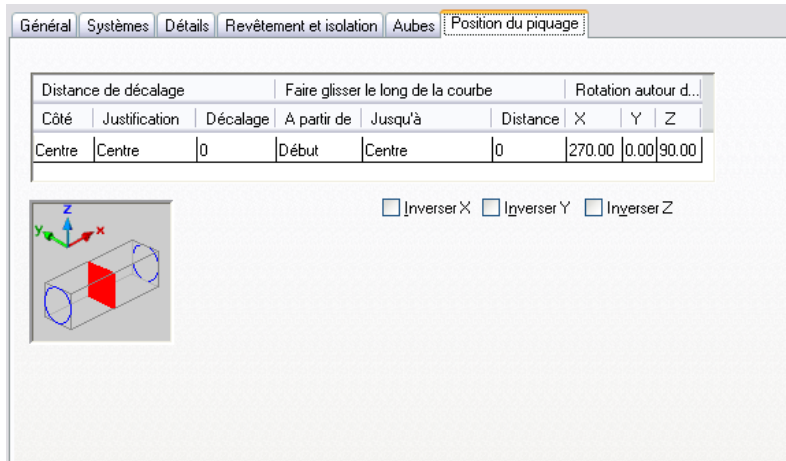 Général Systèmes Détails Revêtement et isolation Aubes Position du piquage
Distance de décalage Faire glisser le long de la courbe Rotation autour d...
Côté Justification Décalage A partir de Jusqu'à Distance X Y Z
Centre Centre 0 Début Centre 0 270.00 0.00 90.00
Inverser X Inverser Y Inverser Z
z
y x